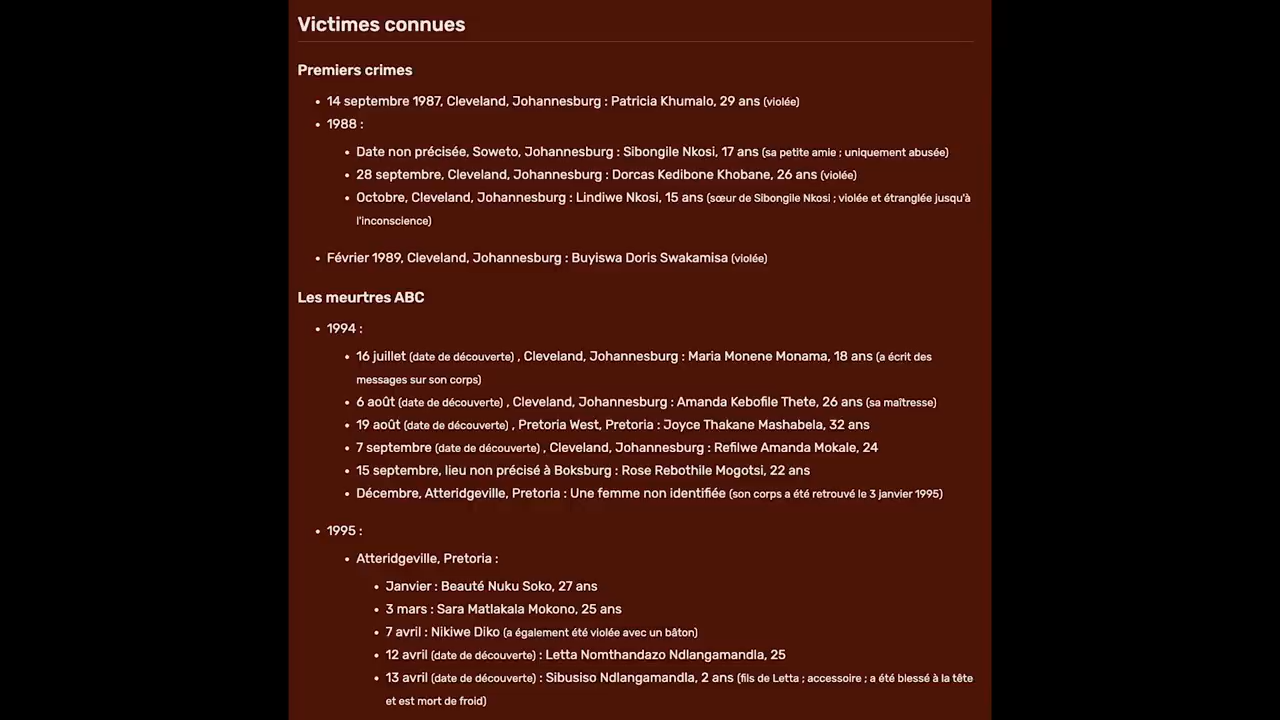 Victimes connues
Premiers crimes
• 14 septembre 1987, Cleveland, Johannesburg : Patricia Khumalo, 29 ans (violée)
• 1988 :
• Date non précisée, Soweto, Johannesburg : Sibongile Nkosi, 17 ans (sa petite amie ; uniquement abusée)
• 28 septembre, Cleveland, Johannesburg : Dorcas Kedibone Khobane, 26 ans (violée)
• Octobre, Cleveland, Johannesburg : Lindiwe Nkosi, 15 ans (sœur de Sibongile Nkosi ; violée et étranglée jusqu'à
l'inconscience)
• Février 1989, Cleveland, Johannesburg : Buyiswa Doris Swakamisa (violée)
Les meurtres ABC
• 1994 :
• 16 juillet (date de découverte) , Cleveland, Johannesburg : Maria Monene Monama, 18 ans (a écrit des
messages sur son corps)
• 6 août (date de découverte) , Cleveland, Johannesburg : Amanda Kebofile Thete, 26 ans (sa maîtresse)
• 19 août (date de découverte) , Pretoria West, Pretoria : Joyce Thakane Mashabela, 32 ans
• 7 septembre (date de découverte) , Cleveland, Johannesburg : Refilwe Amanda Mokale, 24
• 15 septembre, lieu non précisé à Boksburg : Rose Rebothile Mogotsi, 22 ans
• Décembre, Atteridgeville, Pretoria : Une femme non identifiée (son corps a été retrouvé le 3 janvier 1995)
• 1995 :
• Atteridgeville, Pretoria :
• Janvier : Beauté Nuku Soko, 27 ans
• 3 mars : Sara Matlakala Mokono, 25 ans
• 7 avril : Nikiwe Diko (a également été violée avec un bâton)
• 12 avril (date de découverte) : Letta Nomthandazo Ndlangamandla, 25
• 13 avril (date de découverte) : Sibusiso Ndlangamandla, 2 ans (fils de Letta ; accessoire ; a été blessé à la tête
et est mort de froid)